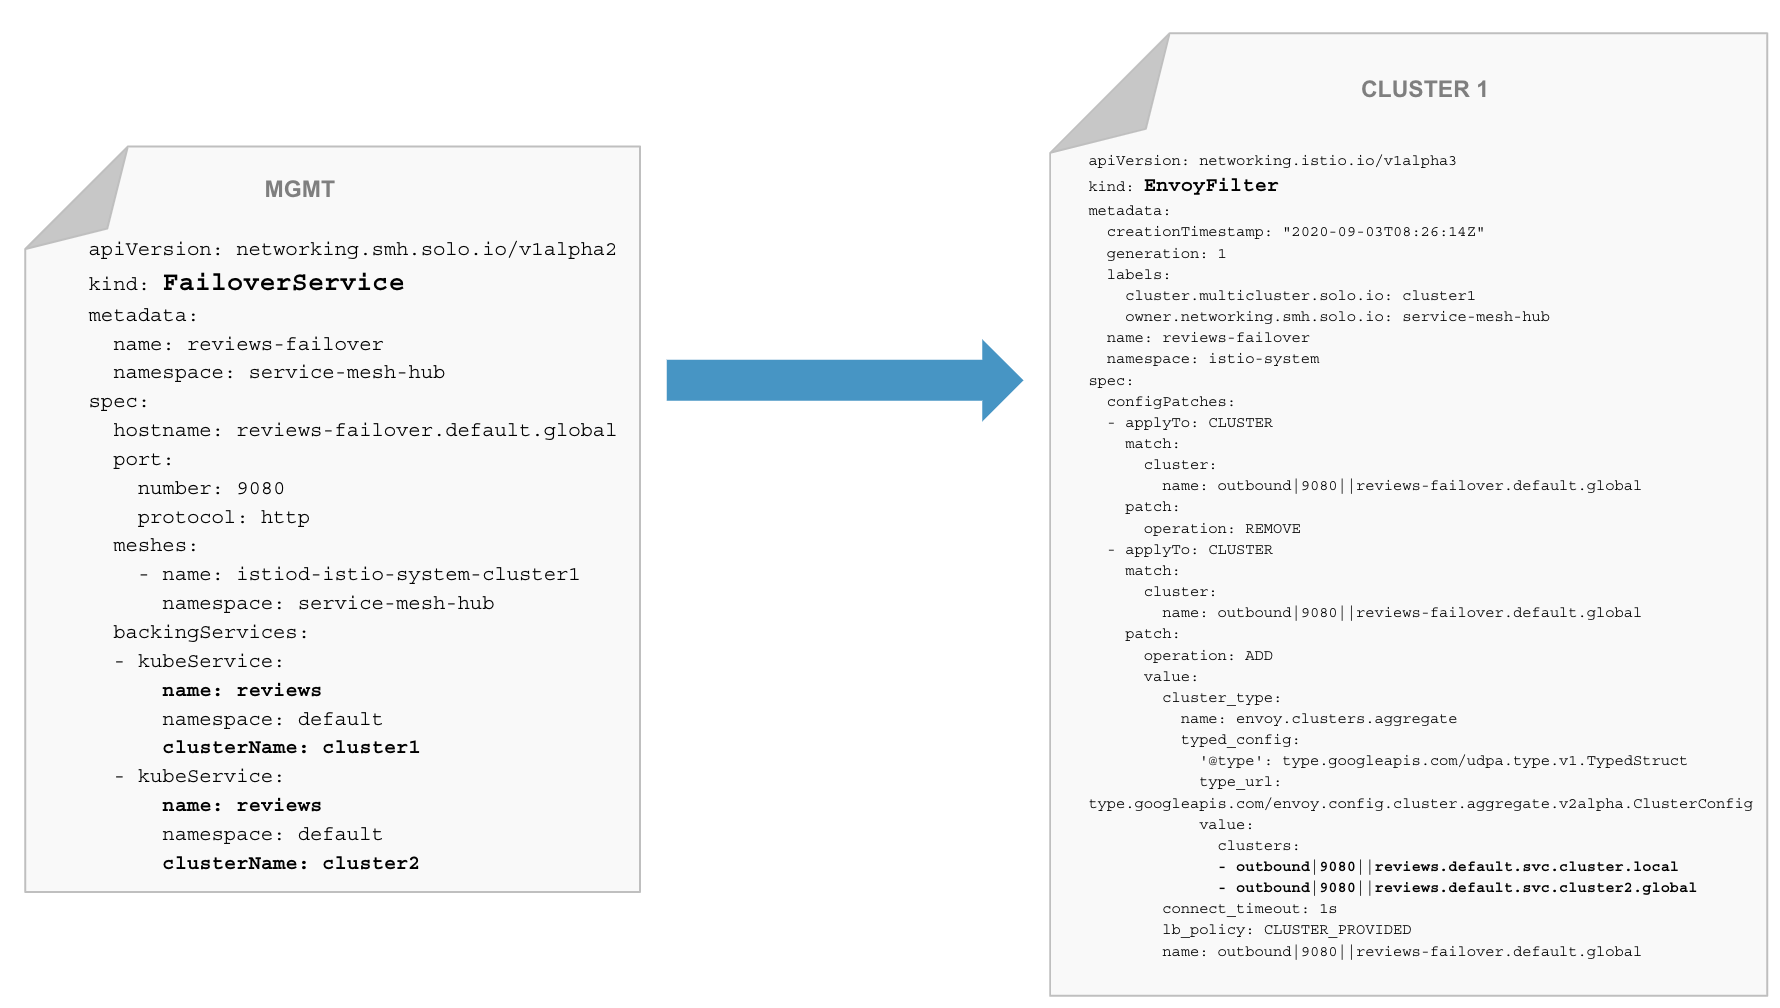 MGMT
apiVersion: networking.smh.solo.io/v1alpha2
kind: FailoverService
metadata:
  name: reviews-failover
  namespace: service-mesh-hub
spec:
  hostname: reviews-failover.default.global
  port:
    number: 9080
    protocol: http
  meshes:
    - name: istiod-istio-system-cluster1
      namespace: service-mesh-hub
  backingServices:
  - kubeService:
      name: reviews
      namespace: default
      clusterName: cluster1
  - kubeService:
      name: reviews
      namespace: default
      clusterName: cluster2
CLUSTER 1
apiVersion: networking.istio.io/v1alpha3
kind: EnvoyFilter
metadata:
  creationTimestamp: "2020-09-03T08:26:14Z"
  generation: 1
  labels:
    cluster.multicluster.solo.io: cluster1
    owner.networking.smh.solo.io: service-mesh-hub
  name: reviews-failover
  namespace: istio-system
spec:
  configPatches:
  - applyTo: CLUSTER
    match:
      cluster:
        name: outbound|9080||reviews-failover.default.global
    patch:
      operation: REMOVE
  - applyTo: CLUSTER
    match:
      cluster:
        name: outbound|9080||reviews-failover.default.global
    patch:
      operation: ADD
      value:
        cluster_type:
          name: envoy.clusters.aggregate
          typed_config:
            '@type': type.googleapis.com/udpa.type.v1.TypedStruct
            type_url:
type.googleapis.com/envoy.config.cluster.aggregate.v2alpha.ClusterConfig
            value:
              clusters:
              - outbound|9080||reviews.default.svc.cluster.local
              - outbound|9080||reviews.default.svc.cluster2.global
        connect_timeout: 1s
        lb_policy: CLUSTER_PROVIDED
        name: outbound|9080||reviews-failover.default.global